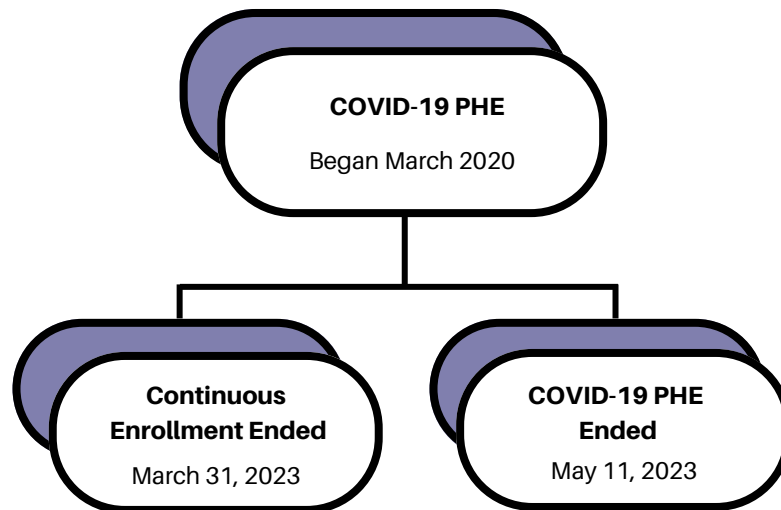 COVID-19 PHE
Began March 2020
Continuous
Enrollment Ended
March 31, 2023
COVID-19 PHE
Ended
May 11, 2023